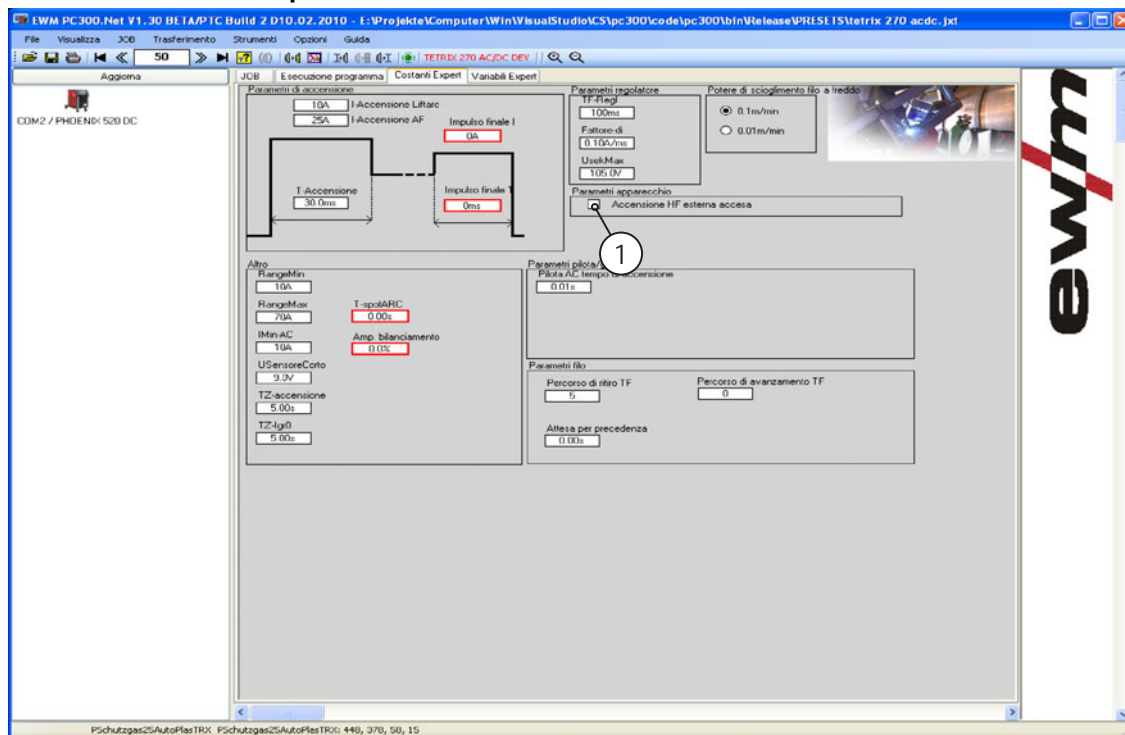 EWM PC300.Net V1.30 BETA/PTC Build 2 D10.02.2010 - E:\Projekte\Computer\Win\VisualStudio\CS\pc300\code\pc300\bin\Release\PRESETS\tetrix 270 acdc.jxt
File Visualizza JOB Trasferimento Strumenti Opzioni Guida
50 TETRIX 270 AC/DC DEV
Aggiorna
COM2 / PHOENIX 520 DC
JOB Esecuzione programma Costanti Expert Variabili Expert
Parametri di accensione
10A I-Accensione Liftarc
25A I-Accensione AF
Impulso finale I
0A
T-Accensione
30.0ms
Impulso finale T
0ms
Parametri regolatore
TF-Regl
100ms
Fattore-di
0.10A/ms
UsekMax
105.0V
Potere di scioglimento filo a freddo
0.1m/min
0.01m/min
Parametri apparecchio
Accensione HF esterna accesa
1
Altro
RangeMin
10A
RangeMax
70A
T-spotARC
0.00s
IMin-AC
10A
Amp. bilanciamento
0.0%
USensoreCorto
9.0V
TZ-accensione
5.00s
TZ-Igr0
5.00s
Parametri pilota/
Pilota AC tempo accensione
0.01s
Parametri filo
Percorso di ritiro TF
5
Percorso di avanzamento TF
0
Attesa per precedenza
0.00s
ewm
PSchutzgas25AutoPlasTRX PSchutzgas25AutoPlasTRX: 448, 378, 50, 15